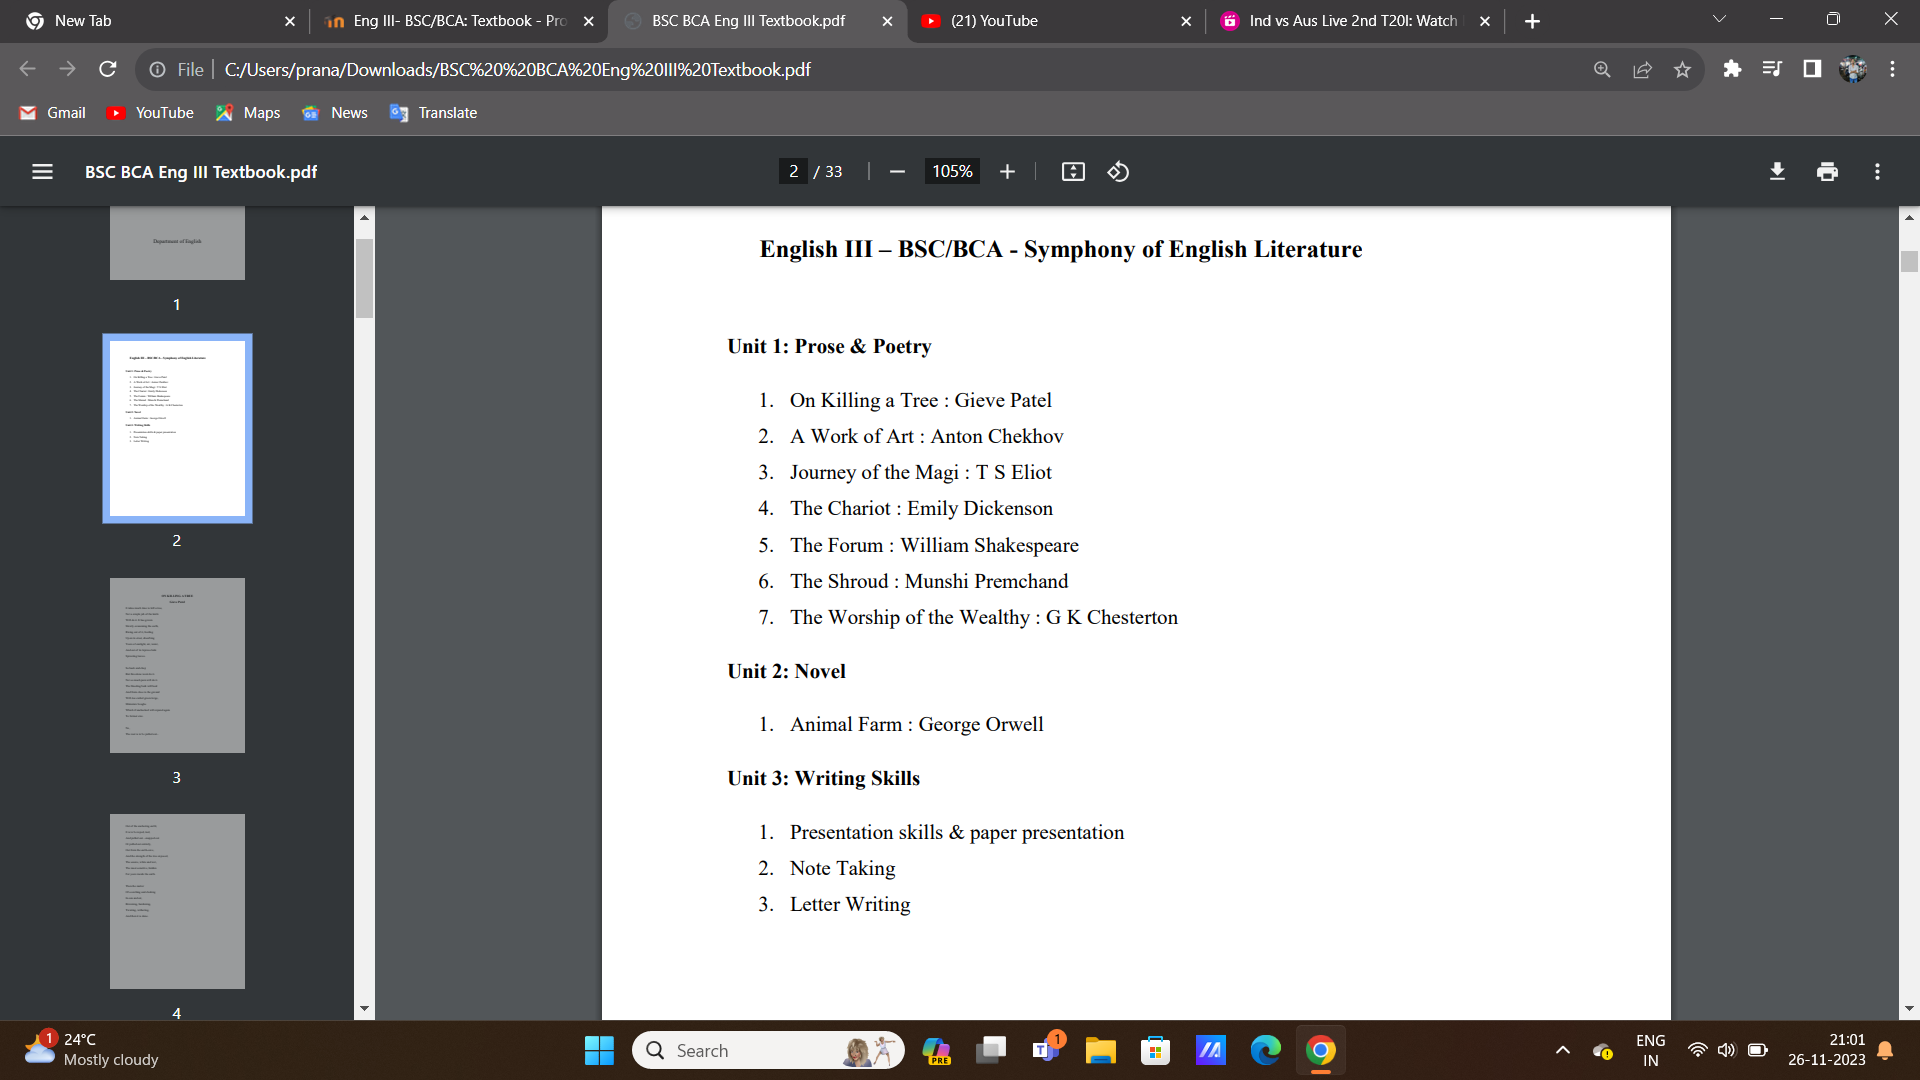 New Tab
Eng III- BSC/BCA: Textbook - Pro
BSC BCA Eng III Textbook.pdf
(21) YouTube
Ind vs Aus Live 2nd T20I: Watch
File
C:/Users/prana/Downloads/BSC%20%20BCA%20Eng%20III%20Textbook.pdf
Gmail
YouTube
Maps
News
Translate
BSC BCA Eng III Textbook.pdf
2 / 33
105%
Department of English
1
2
3
4
English III – BSC/BCA - Symphony of English Literature
Unit 1: Prose & Poetry
1. On Killing a Tree : Gieve Patel
2. A Work of Art : Anton Chekhov
3. Journey of the Magi : T S Eliot
4. The Chariot : Emily Dickenson
5. The Forum : William Shakespeare
6. The Shroud : Munshi Premchand
7. The Worship of the Wealthy : G K Chesterton
Unit 2: Novel
1. Animal Farm : George Orwell
Unit 3: Writing Skills
1. Presentation skills & paper presentation
2. Note Taking
3. Letter Writing
1
24°C
Mostly cloudy
Search
PRE
1
ENG
IN
21:01
26-11-2023